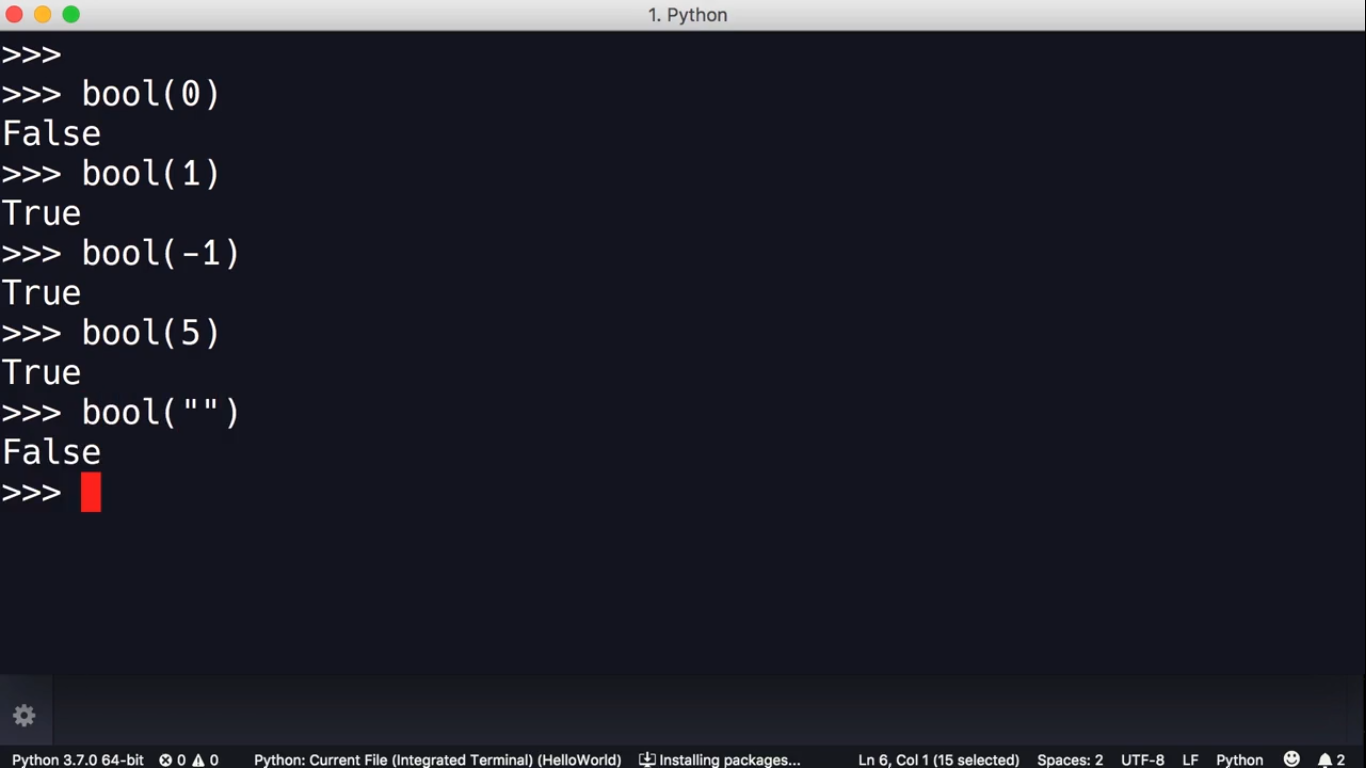 1. Python
>>>
>>> bool(0)
False
>>> bool(1)
True
>>> bool(-1)
True
>>> bool(5)
True
>>> bool("")
False
>>>
Python 3.7.0 64-bit 0 0 Python: Current File (Integrated Terminal) (HelloWorld) Installing packages... Ln 6, Col 1 (15 selected) Spaces: 2 UTF-8 LF Python 2